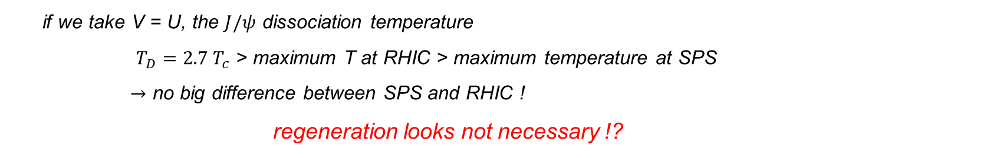 if we take V = U, the J/ψ dissociation temperature
T_D = 2.7 T_c > maximum T at RHIC > maximum temperature at SPS
→ no big difference between SPS and RHIC !
regeneration looks not necessary !?